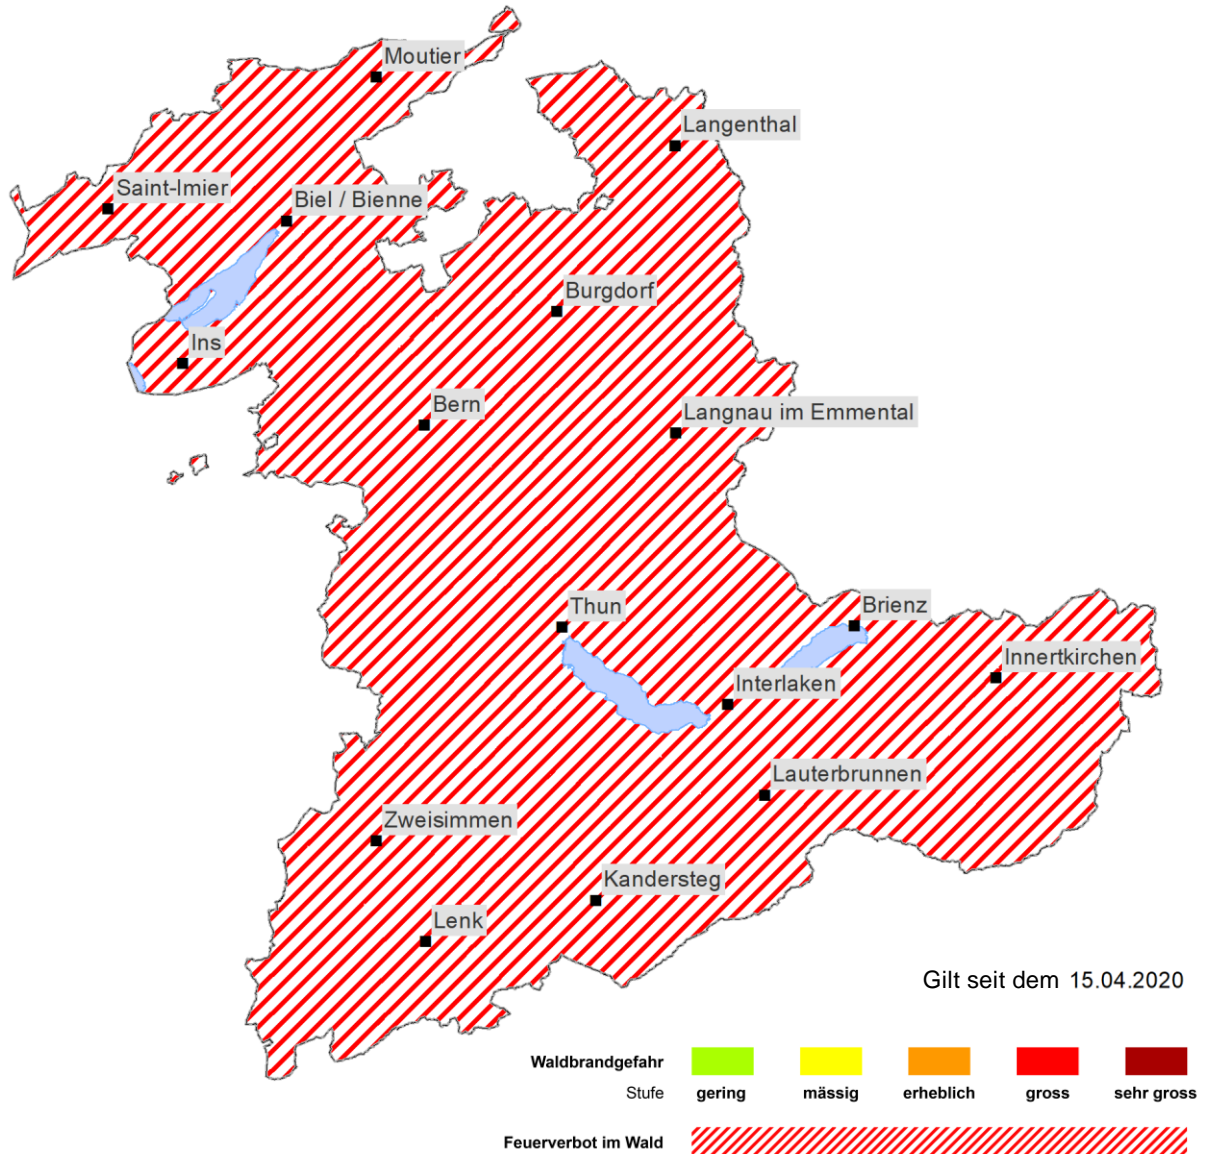 Moutier
Langenthal
Saint-Imier
Biel / Bienne
Burgdorf
Ins
Bern
Langnau im Emmental
Thun
Brienz
Innertkirchen
Interlaken
Lauterbrunnen
Zweisimmen
Kandersteg
Lenk
Gilt seit dem 15.04.2020
Waldbrandgefahr
Stufe gering mässig erheblich gross sehr gross
Feuerverbot im Wald